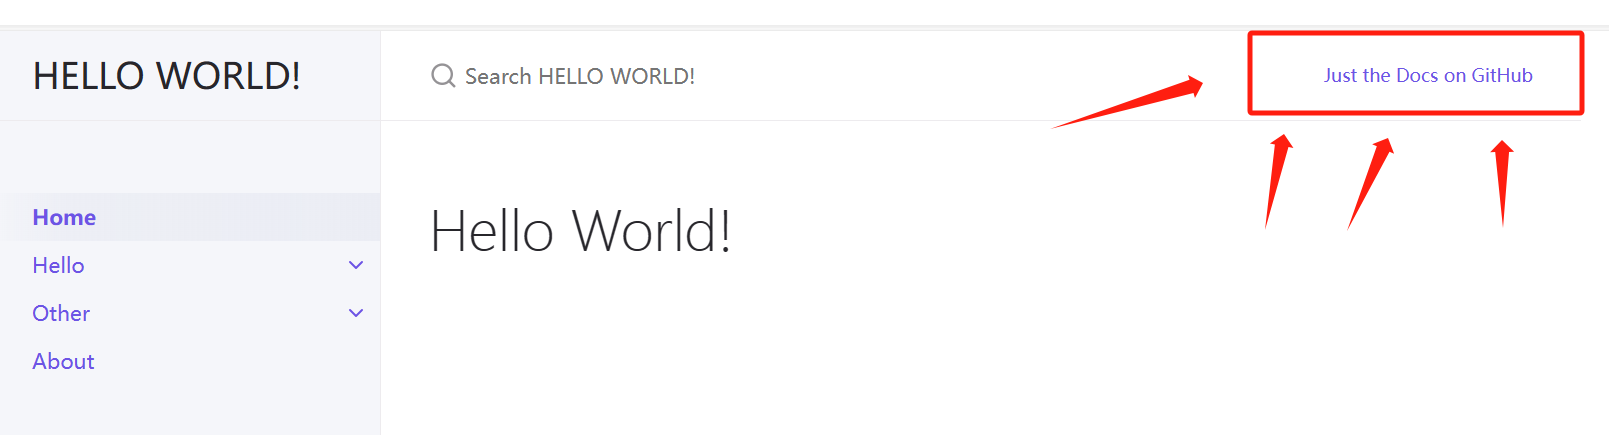 HELLO WORLD!
Search HELLO WORLD!
Just the Docs on GitHub
Home
Hello
Other
About
Hello World!